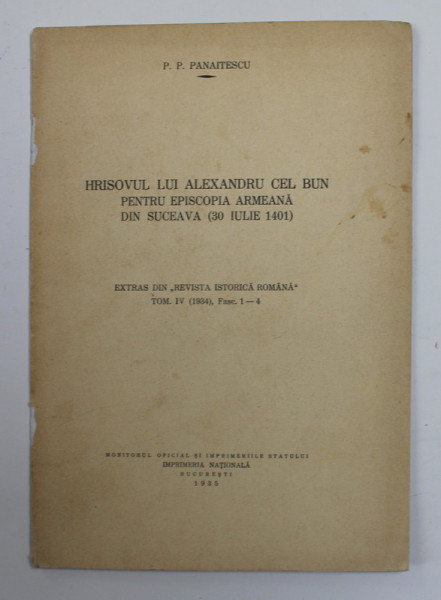 P. P. PANAITESCU
HRISOVUL LUI ALEXANDRU CEL BUN
PENTRU EPISCOPIA ARMEANĂ
DIN SUCEAVA (30 IULIE 1401)
EXTRAS DIN „REVISTA ISTORICĂ ROMÂNĂ“
TOM. IV (1934), Fasc. 1—4
MONITORUL OFICIAL ȘI IMPRIMERIILE STATULUI
IMPRIMERIA NAȚIONALĂ
BUCUREȘTI
1935